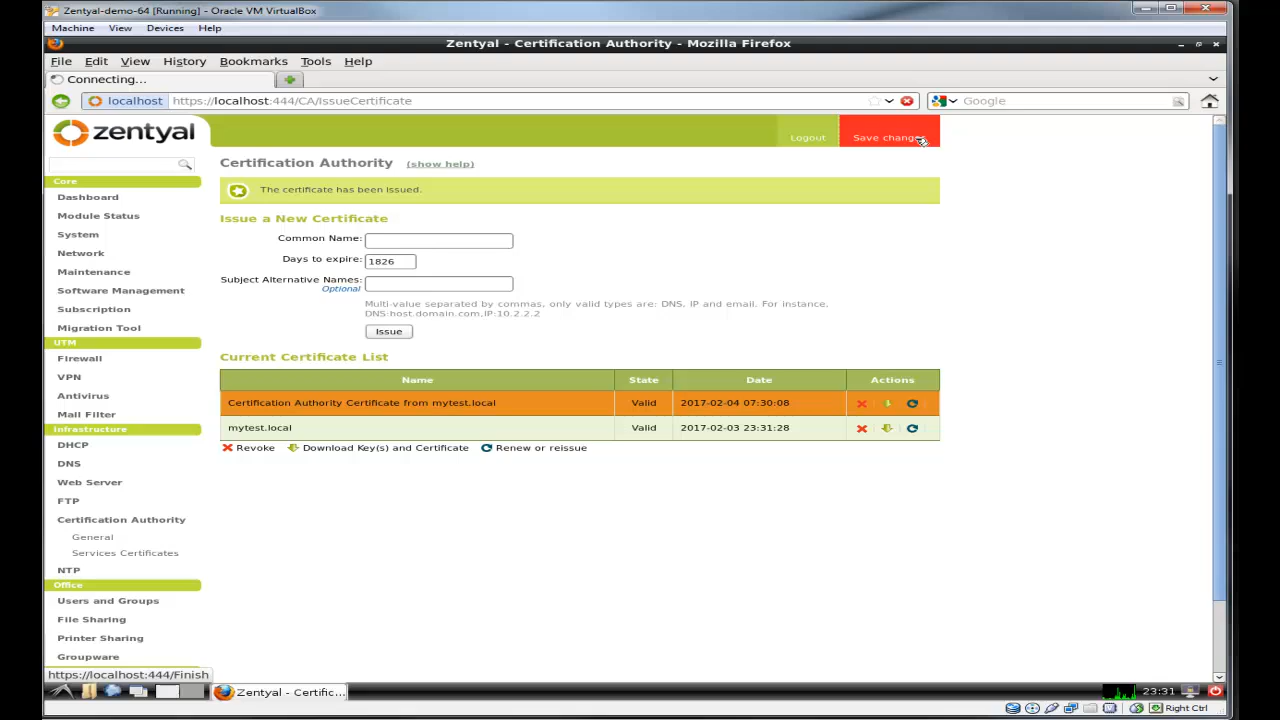 Zentyal-demo-64 [Running] - Oracle VM VirtualBox
Machine View Devices Help
Zentyal - Certification Authority - Mozilla Firefox
File Edit View History Bookmarks Tools Help
Connecting...
localhost https://localhost:444/CA/IssueCertificate Google
zentyal Logout Save changes
Certification Authority (show help)
Core
The certificate has been issued.
Dashboard
Module Status
System
Network
Maintenance
Software Management
Subscription
Migration Tool
UTM
Firewall
VPN
Antivirus
Mail Filter
Infrastructure
DHCP
DNS
Web Server
FTP
Certification Authority
General
Services Certificates
NTP
Office
Users and Groups
File Sharing
Printer Sharing
Groupware
Issue a New Certificate
Common Name:
Days to expire: 1826
Subject Alternative Names:
Optional
Multi-value separated by commas, only valid types are: DNS, IP and email. For instance,
DNS:host.domain.com,IP:10.2.2.2
Issue
Current Certificate List
Name State Date Actions
Certification Authority Certificate from mytest.local Valid 2017-02-04 07:30:08
mytest.local Valid 2017-02-03 23:31:28
Revoke Download Key(s) and Certificate Renew or reissue
https://localhost:444/Finish
Zentyal - Certific... 23:31
Right Ctrl